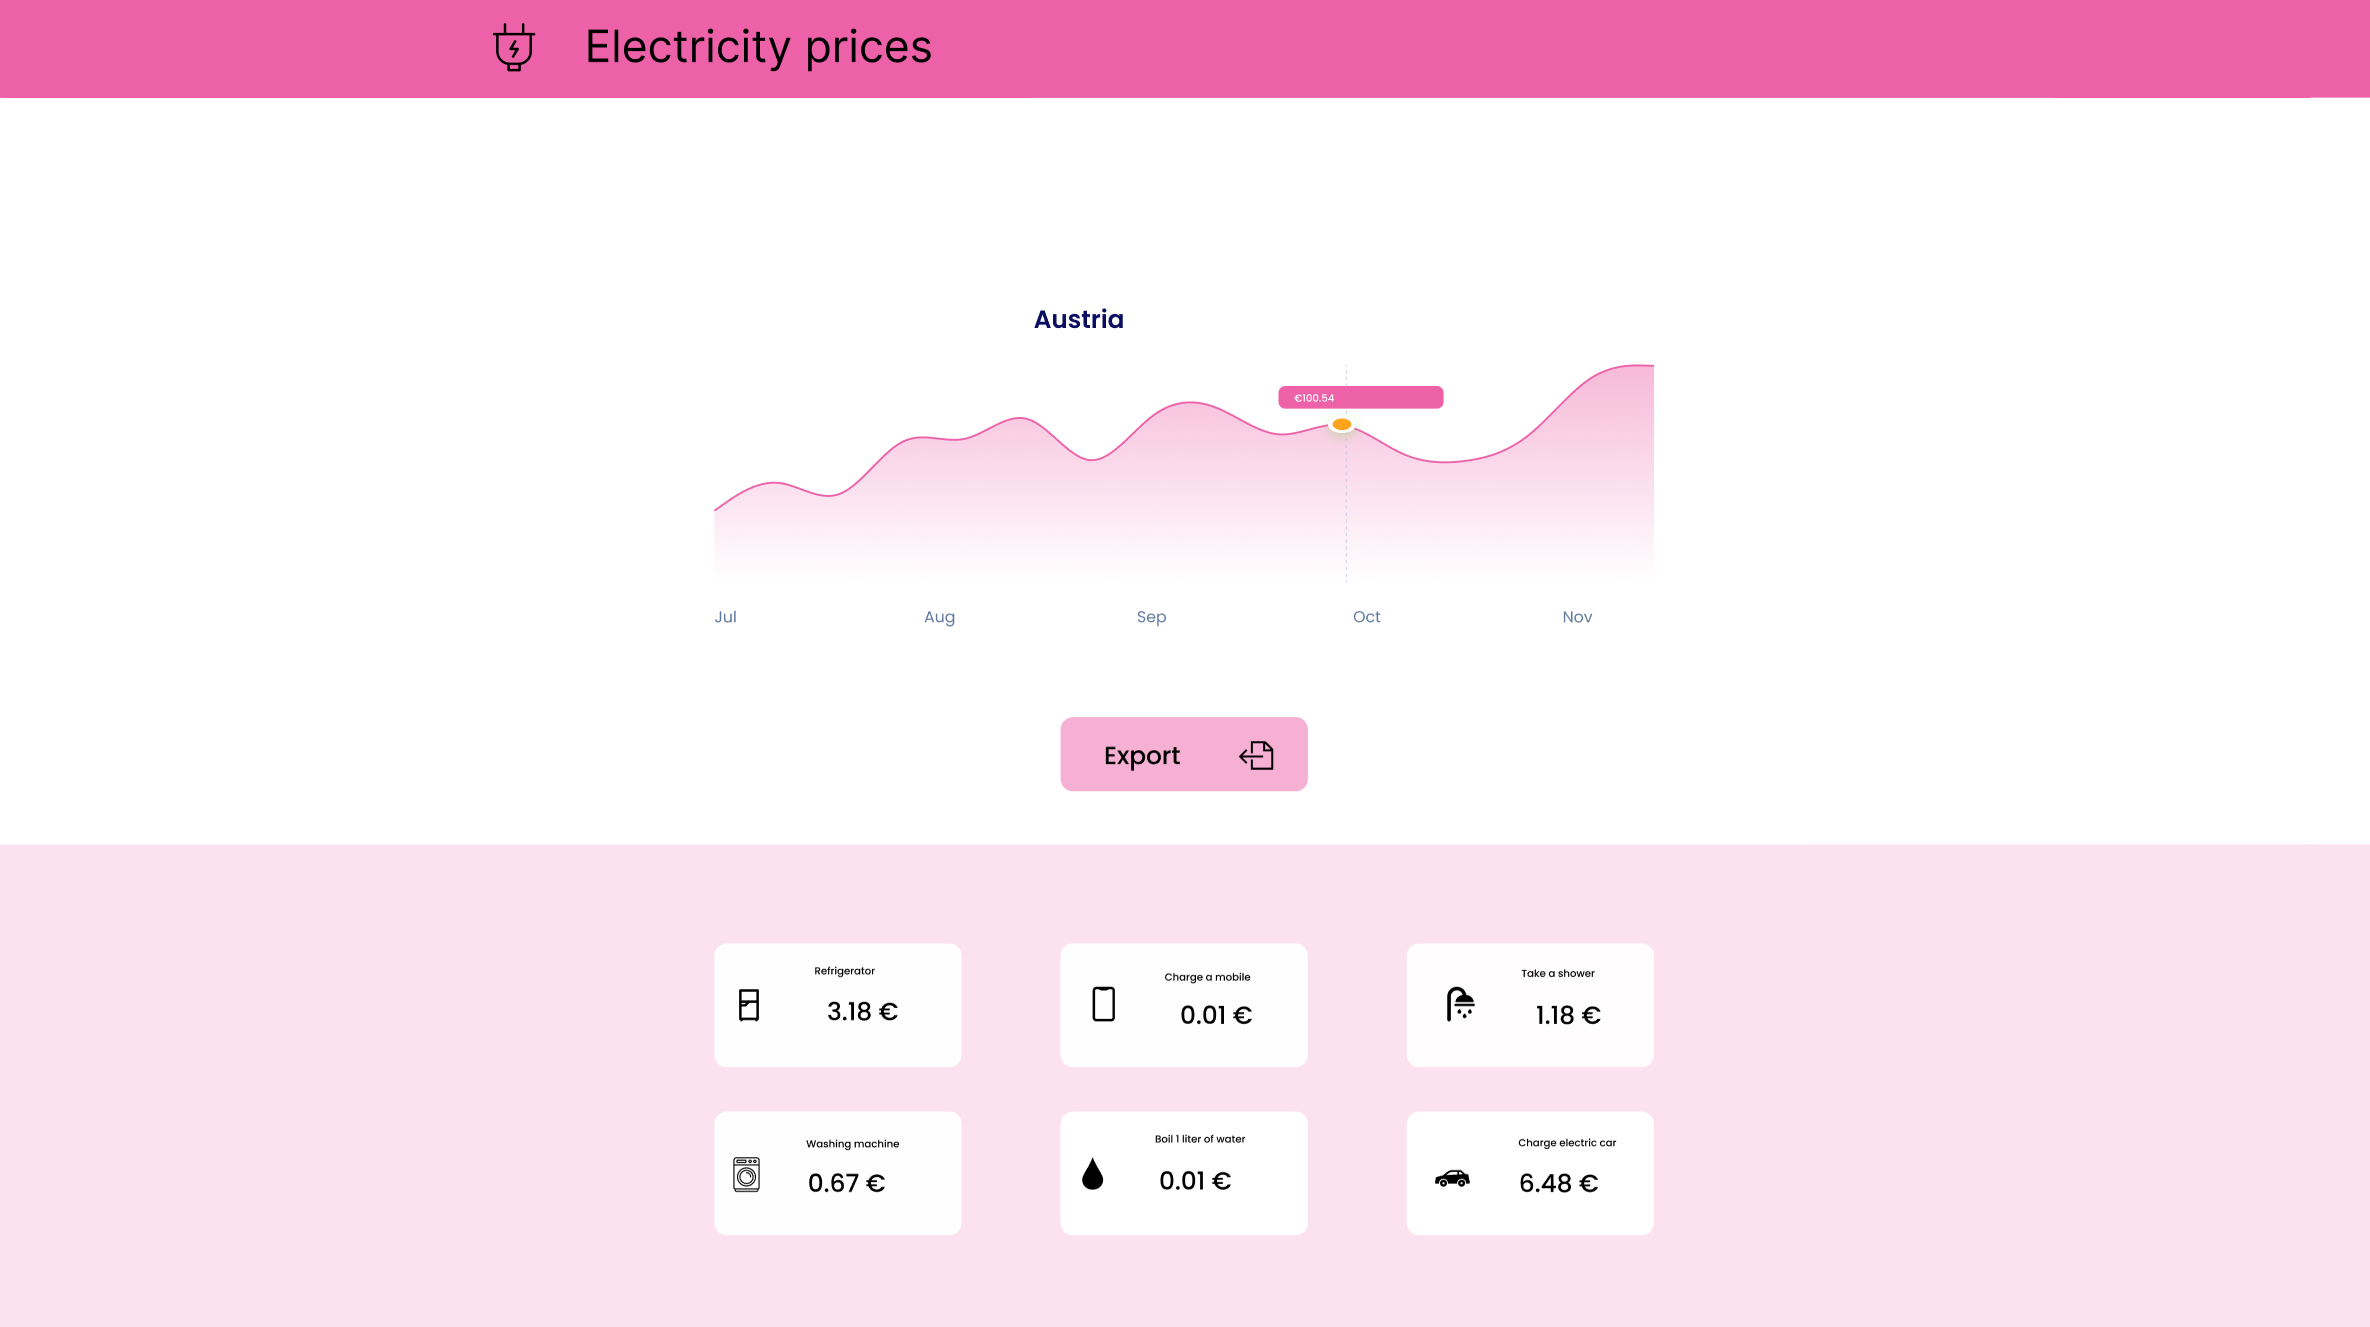 Electricity prices
Austria
€100.54
Jul Aug Sep Oct Nov
Export
Refrigerator
3.18 €
Charge a mobile
0.01 €
Take a shower
1.18 €
Washing machine
0.67 €
Boil 1 liter of water
0.01 €
Charge electric car
6.48 €